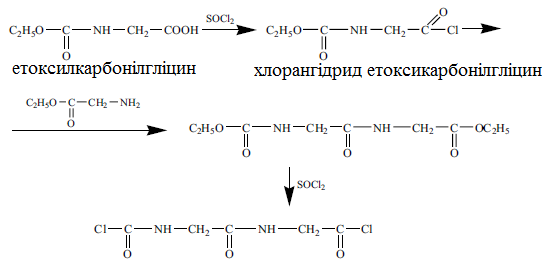 C₂H₅O—C—NH—CH₂—COOH SOCl₂ C₂H₅O—C—NH—CH₂—C—Cl
O O O
етоксилкарбонілгліцин хлорангідрид етоксикарбонілгліцин
C₂H₅O—C—CH₂—NH₂
O
C₂H₅O—C—NH—CH₂—C—NH—CH₂—C—OC₂H₅
O O O
SOCl₂
Cl—C—NH—CH₂—C—NH—CH₂—C—Cl
O O O